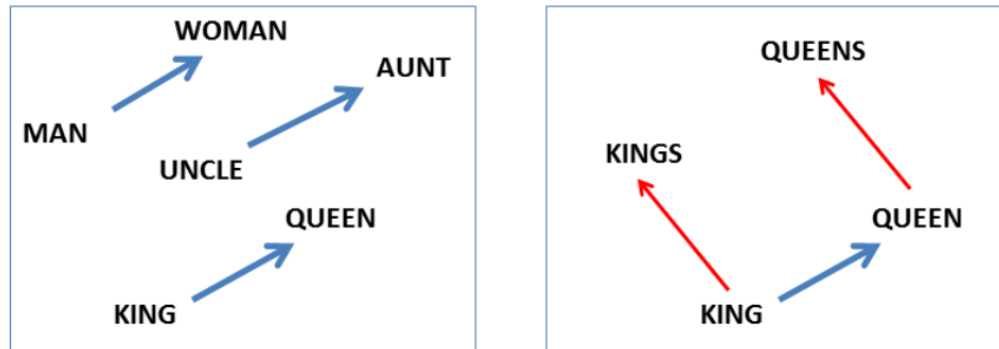 WOMAN
AUNT
MAN
UNCLE
QUEEN
KING
QUEENS
KINGS
QUEEN
KING